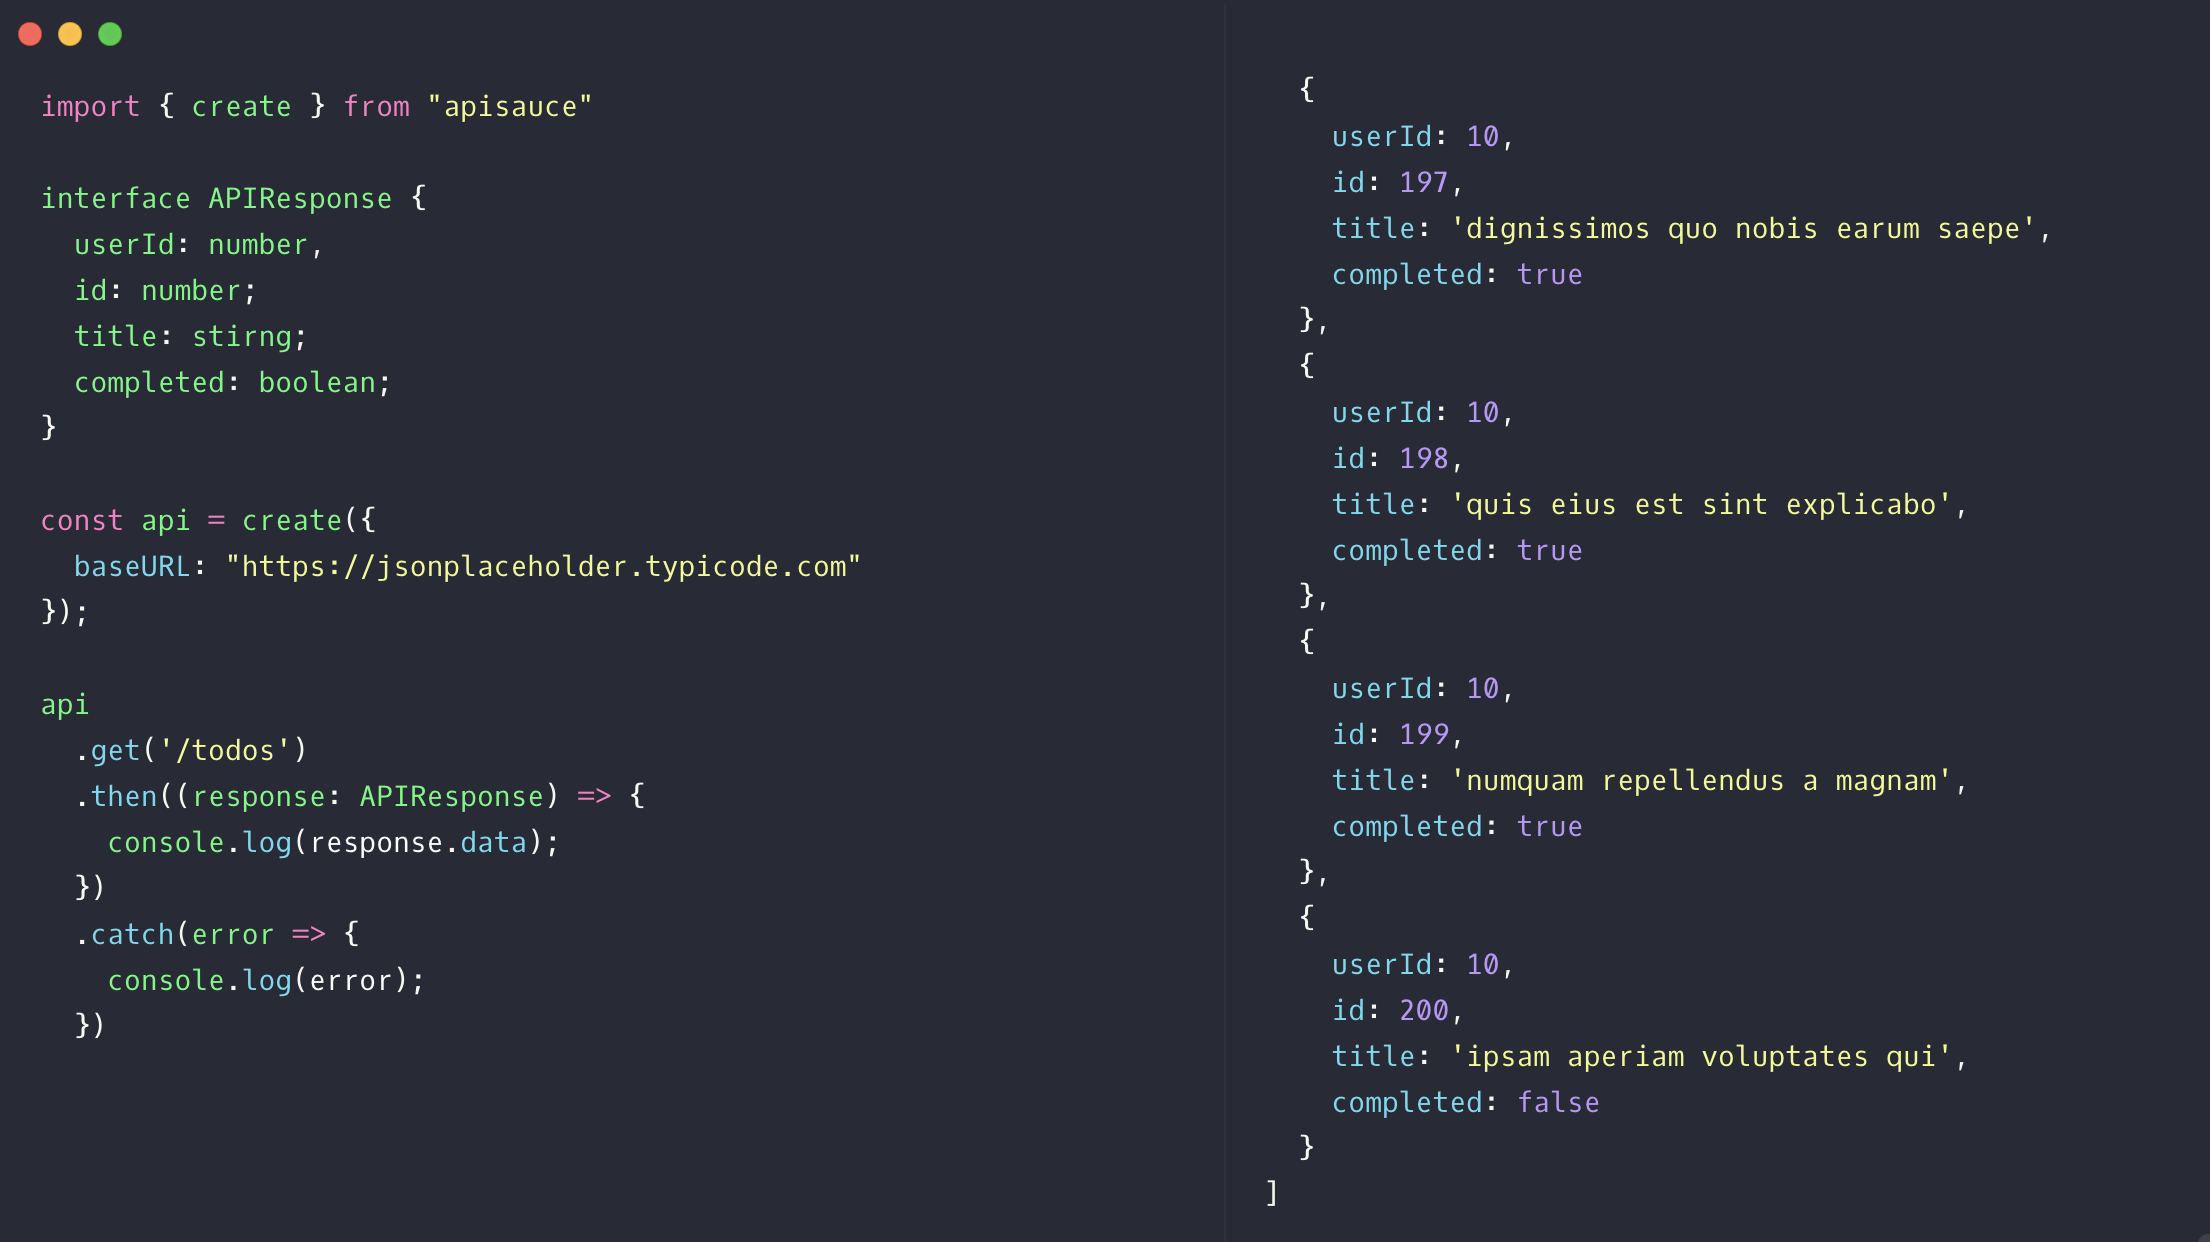 import { create } from "apisauce"
interface APIResponse {
  userId: number,
  id: number;
  title: stirng;
  completed: boolean;
}
const api = create({
  baseURL: "https://jsonplaceholder.typicode.com"
});
api
  .get('/todos')
  .then((response: APIResponse) => {
    console.log(response.data);
  })
  .catch(error => {
    console.log(error);
  })
  {
    userId: 10,
    id: 197,
    title: 'dignissimos quo nobis earum saepe',
    completed: true
  },
  {
    userId: 10,
    id: 198,
    title: 'quis eius est sint explicabo',
    completed: true
  },
  {
    userId: 10,
    id: 199,
    title: 'numquam repellendus a magnam',
    completed: true
  },
  {
    userId: 10,
    id: 200,
    title: 'ipsam aperiam voluptates qui',
    completed: false
  }
]